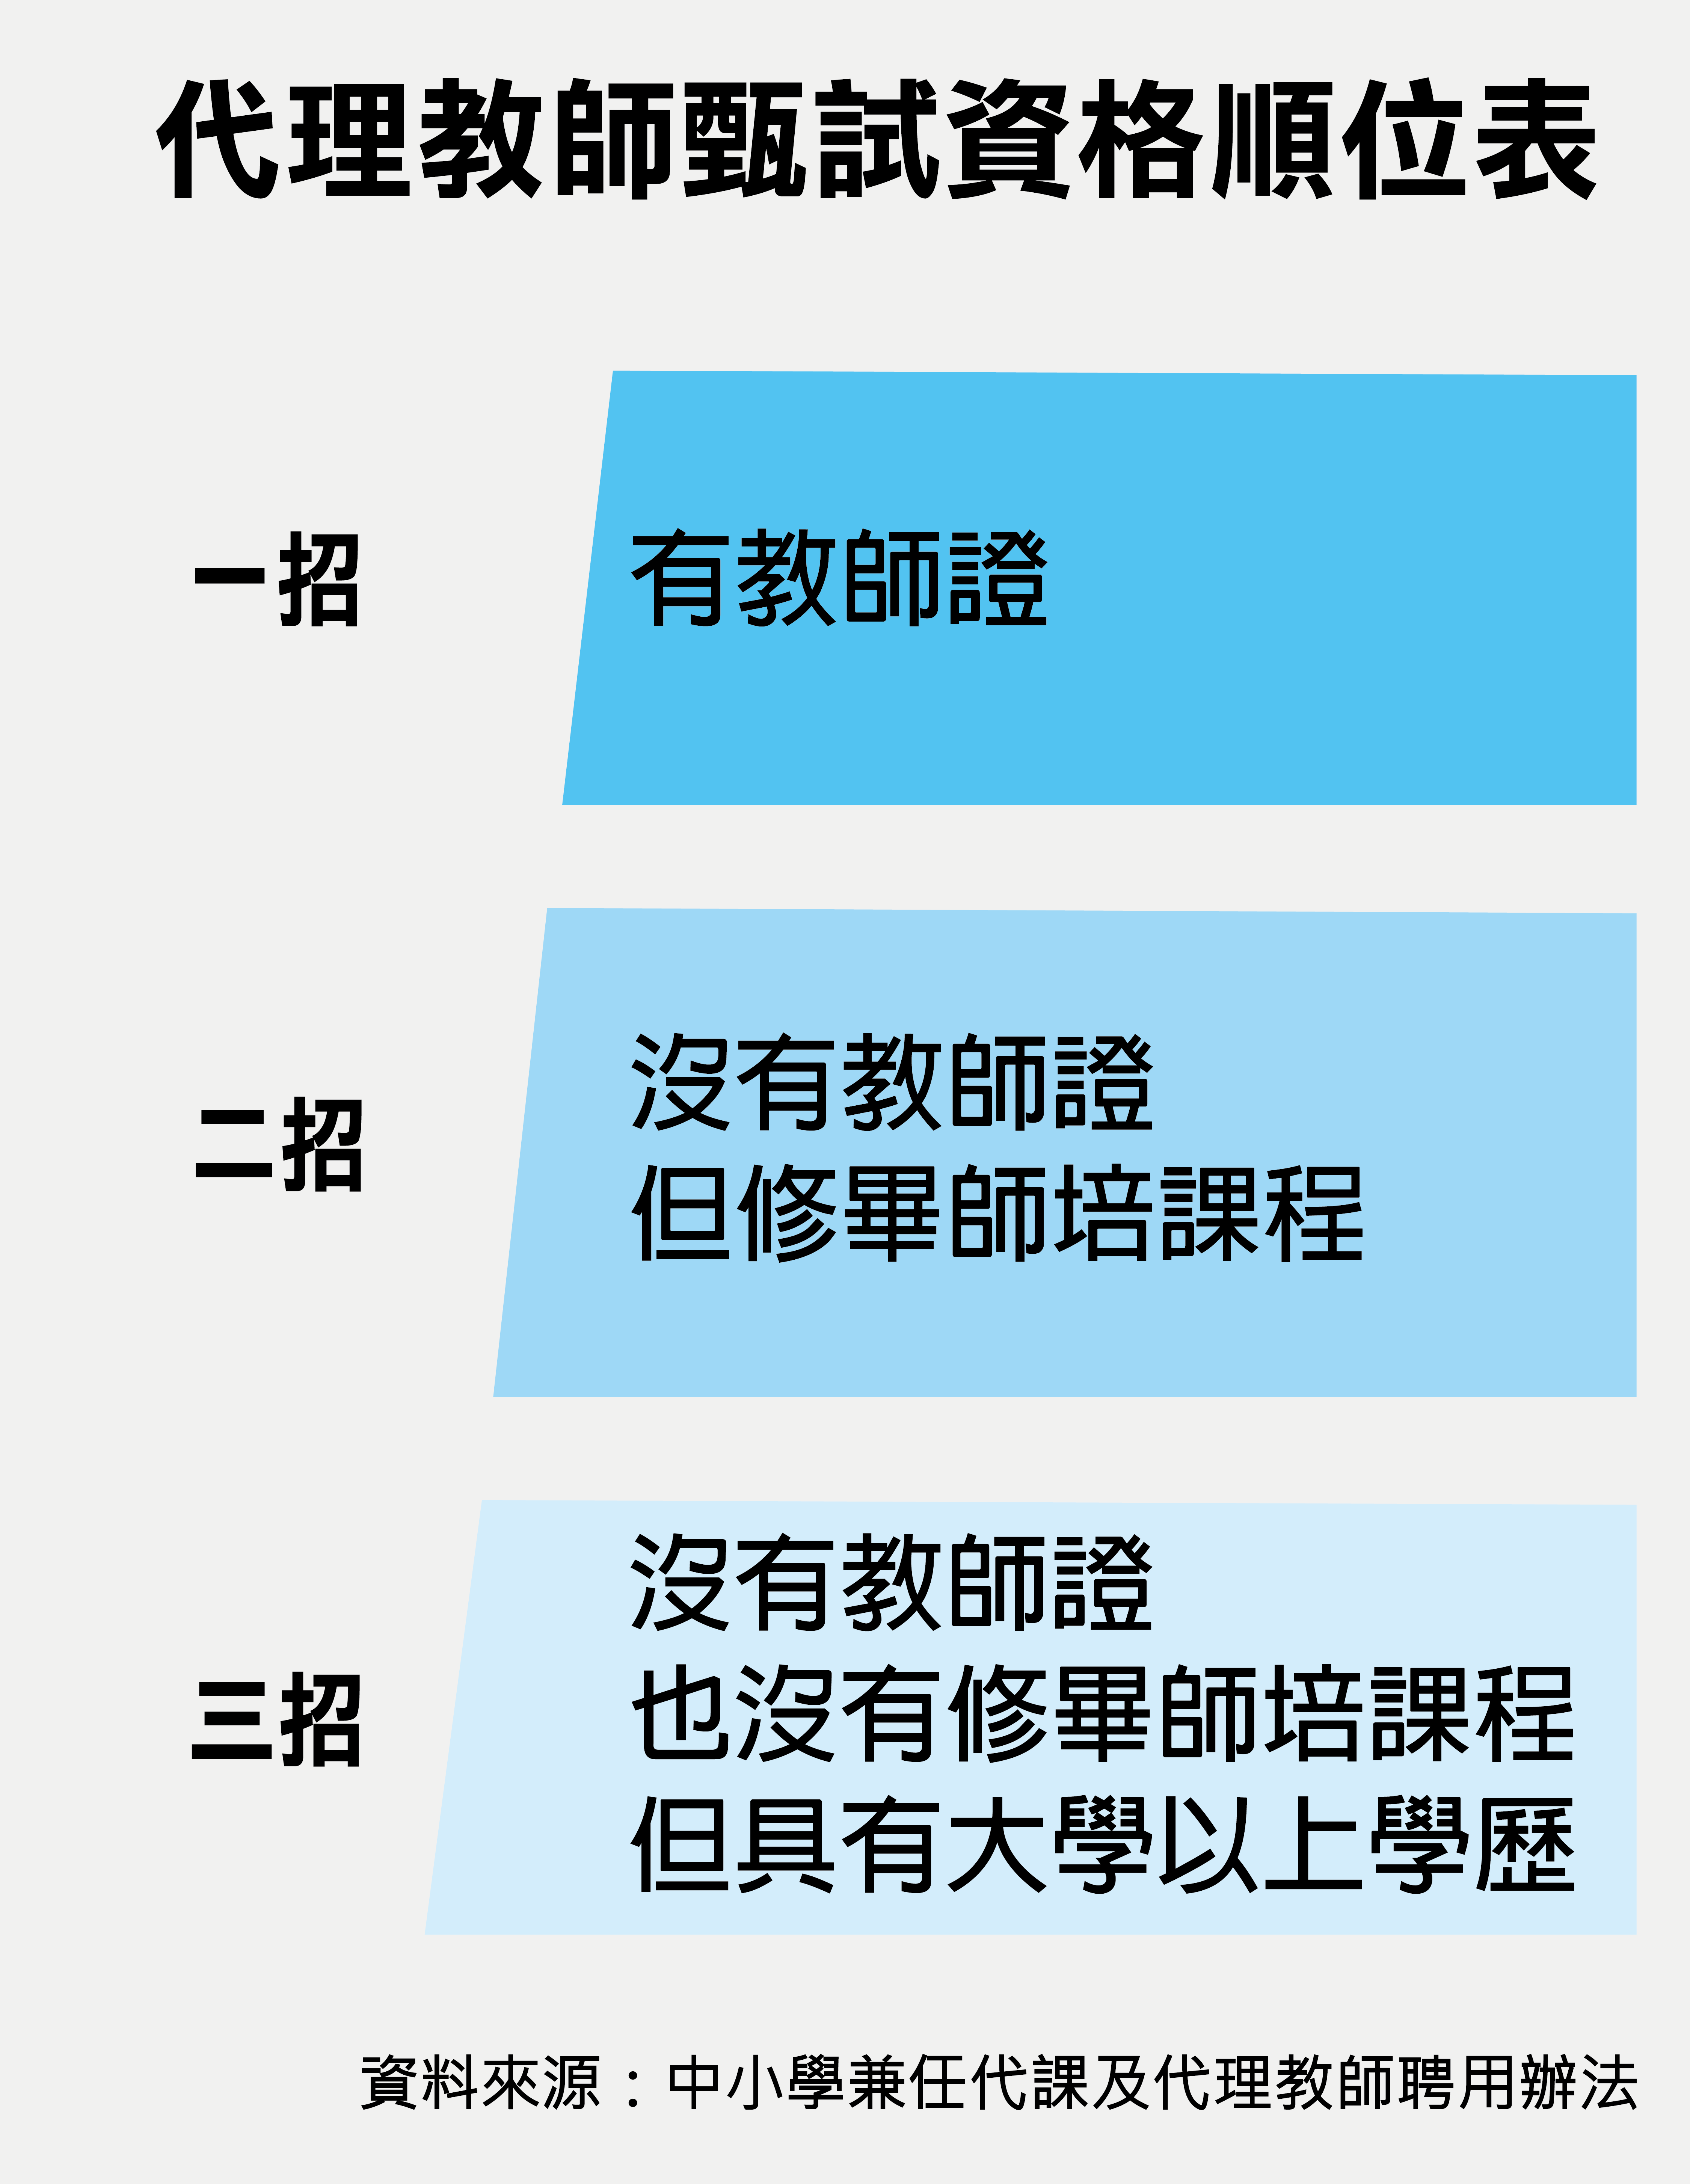 代理教師甄試資格順位表
一招
有教師證
二招
沒有教師證
但修畢師培課程
三招
沒有教師證
也沒有修畢師培課程
但具有大學以上學歷
資料來源：中小學兼任代課及代理教師聘用辦法